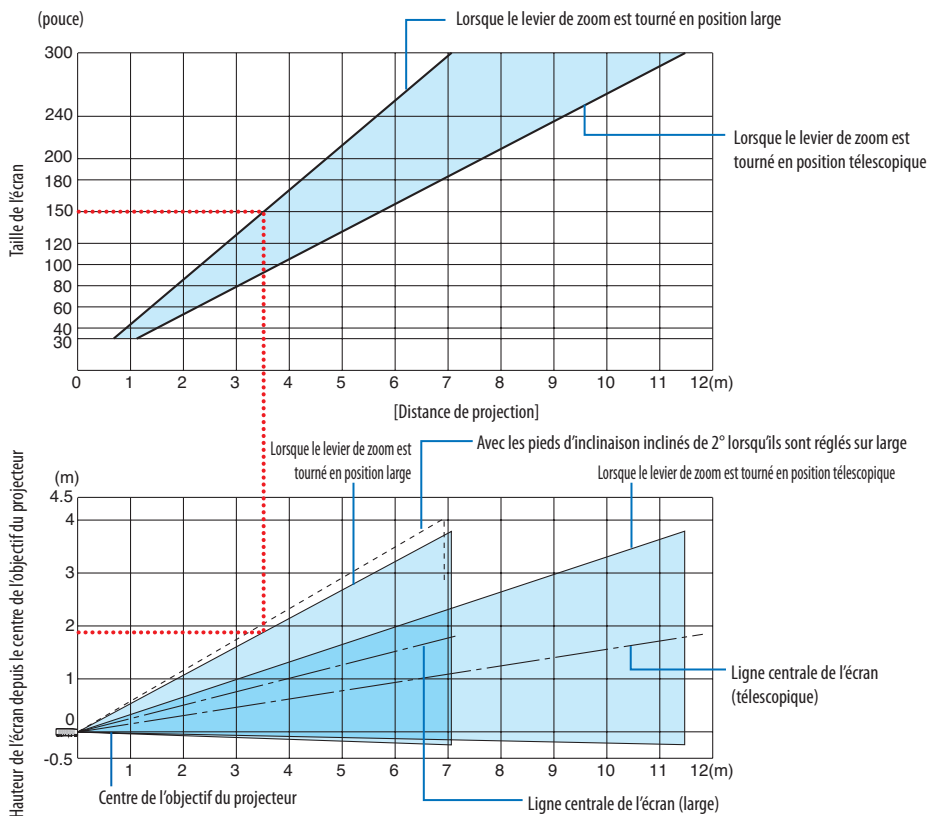 (pouce)
Lorsque le levier de zoom est tourné en position large
300
240
200
180
150
120
100
80
60
40
30
Taille de l'écran
Lorsque le levier de zoom est
tourné en position télescopique
0 1 2 3 4 5 6 7 8 9 10 11 12(m)
[Distance de projection]
Lorsque le levier de zoom est
tourné en position large
Avec les pieds d'inclinaison inclinés de 2° lorsqu'ils sont réglés sur large
Lorsque le levier de zoom est tourné en position télescopique
Hauteur de l'écran depuis le centre de l'objectif du projecteur
(m)
4.5
4
3
2
1
0
-0.5
Ligne centrale de l'écran
(télescopique)
1 2 3 4 5 6 7 8 9 10 11 12(m)
Centre de l'objectif du projecteur
Ligne centrale de l'écran (large)